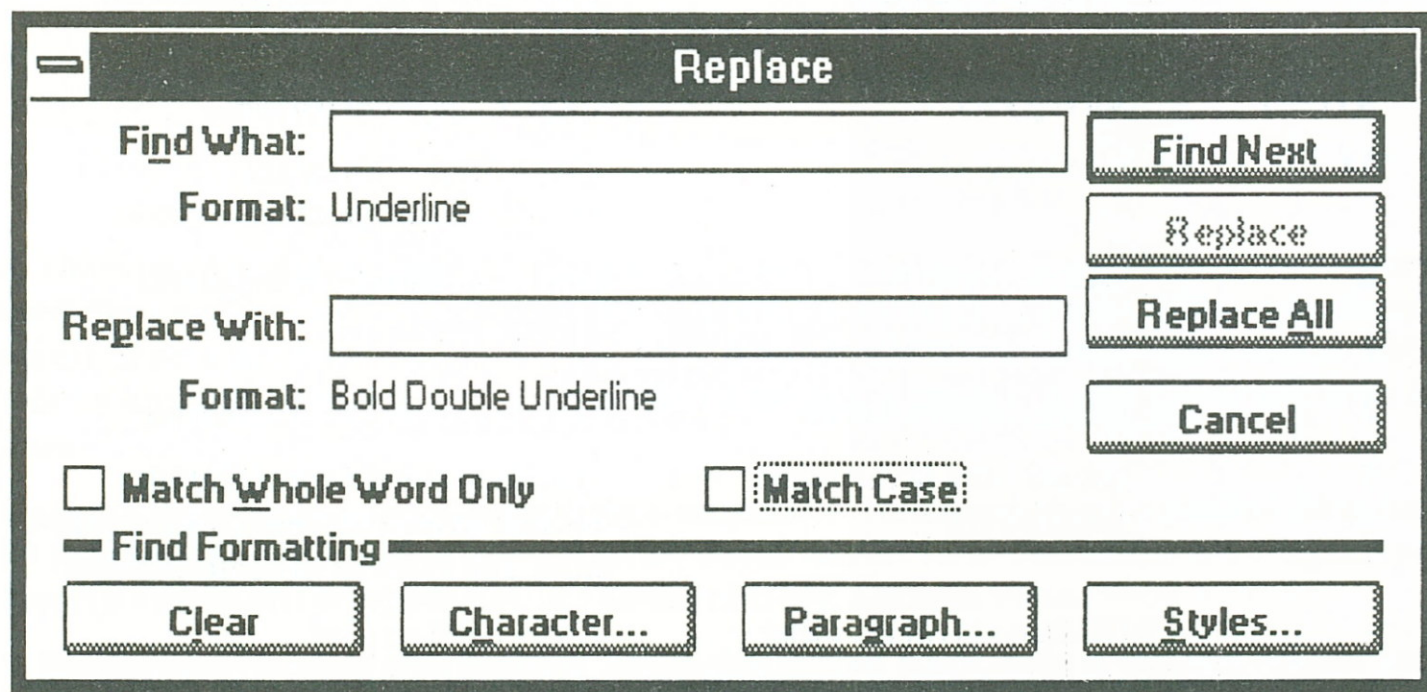 Replace
Find What:
Find Next
Format: Underline
Replace
Replace With:
Replace All
Format: Bold Double Underline
Cancel
Match Whole Word Only
Match Case
Find Formatting
Clear
Character...
Paragraph...
Styles...